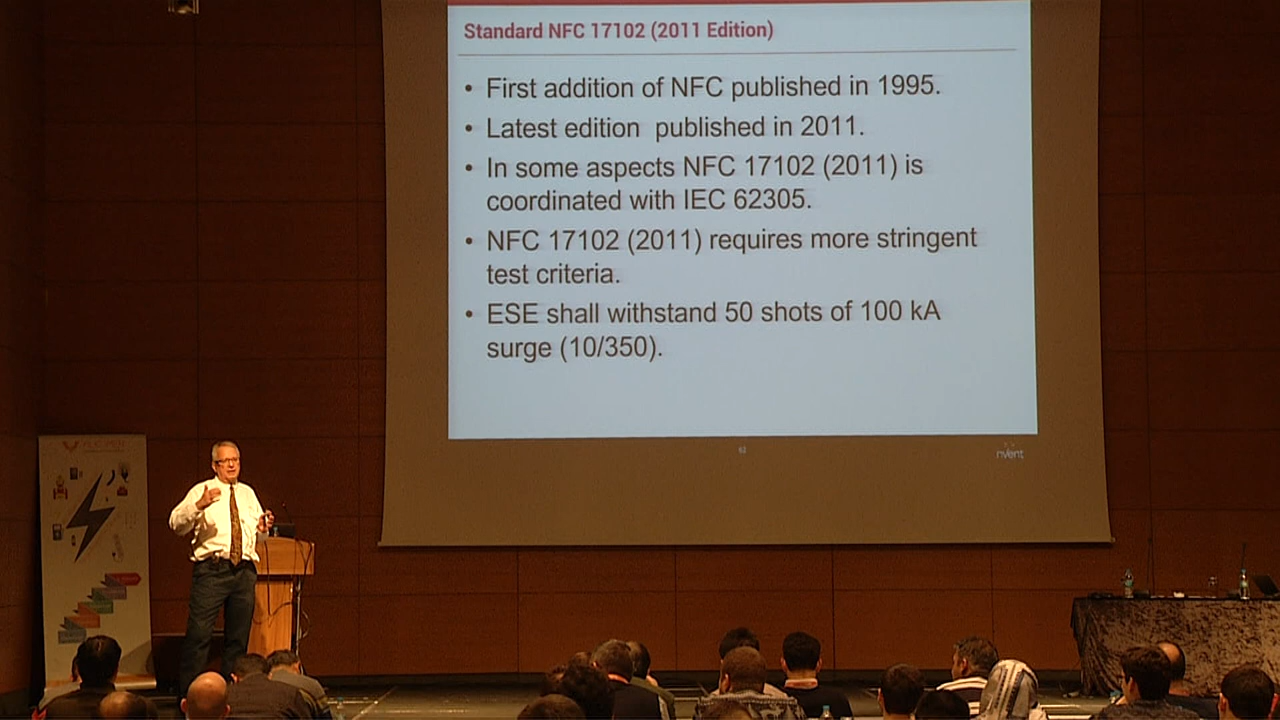 Standard NFC 17102 (2011 Edition)
• First addition of NFC published in 1995.
• Latest edition published in 2011.
• In some aspects NFC 17102 (2011) is
coordinated with IEC 62305.
• NFC 17102 (2011) requires more stringent
test criteria.
• ESE shall withstand 50 shots of 100 kA
surge (10/350).
nVent